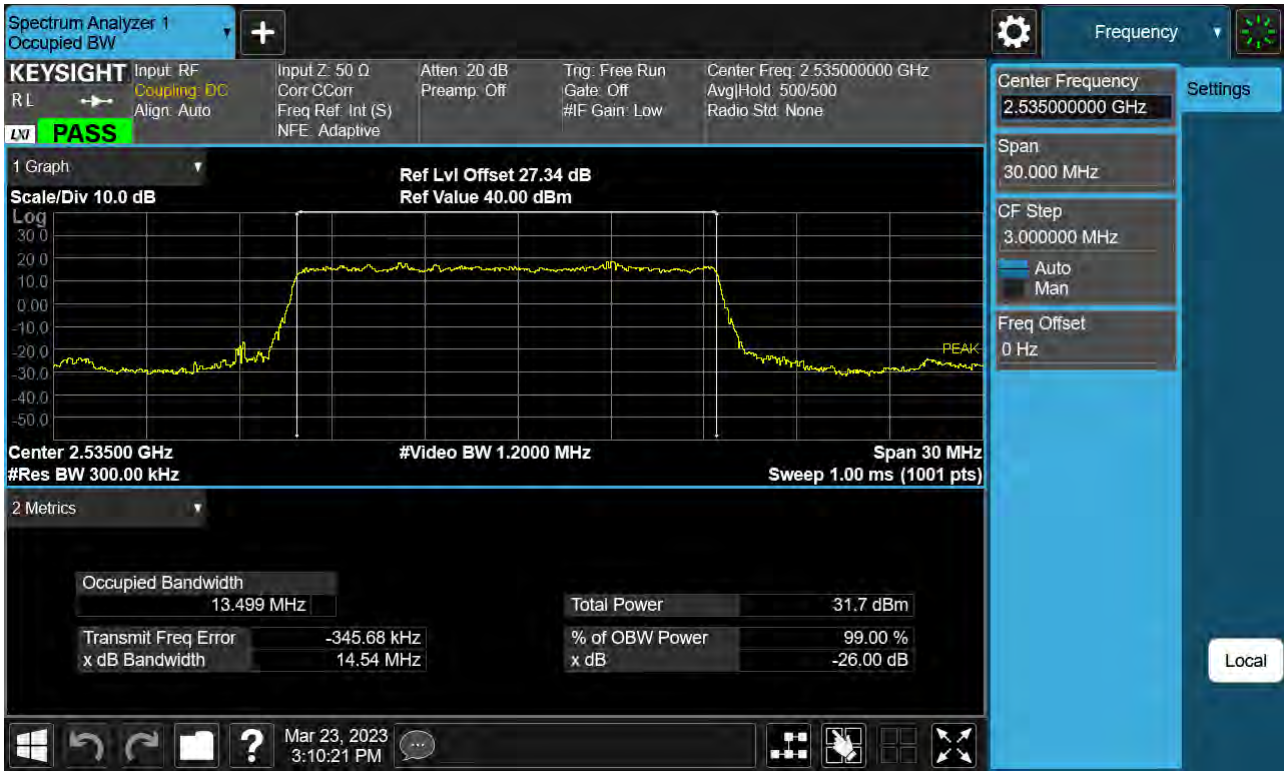 Spectrum Analyzer 1
Occupied BW
+
Frequency
KEYSIGHT
R L
LXI PASS
Input: RF
Coupling: DC
Align: Auto
Input Z: 50 Ω
Corr CCorr
Freq Ref: Int (S)
NFE: Adaptive
Atten: 20 dB
Preamp: Off
Trig: Free Run
Gate: Off
#IF Gain: Low
Center Freq: 2.535000000 GHz
Avg|Hold: 500/500
Radio Std: None
Center Frequency
2.535000000 GHz
Settings
Span
30.000 MHz
CF Step
3.000000 MHz
Auto
Man
Freq Offset
0 Hz
Local
1 Graph
Scale/Div 10.0 dB
Ref Lvl Offset 27.34 dB
Ref Value 40.00 dBm
Log
30.0
20.0
10.0
0.00
-10.0
-20.0
-30.0
-40.0
-50.0
PEAK
Center 2.53500 GHz
#Video BW 1.2000 MHz
Span 30 MHz
#Res BW 300.00 kHz
Sweep 1.00 ms (1001 pts)
2 Metrics
Occupied Bandwidth
13.499 MHz
Total Power 31.7 dBm
Transmit Freq Error -345.68 kHz
% of OBW Power 99.00 %
x dB Bandwidth 14.54 MHz
x dB -26.00 dB
?
Mar 23, 2023
3:10:21 PM